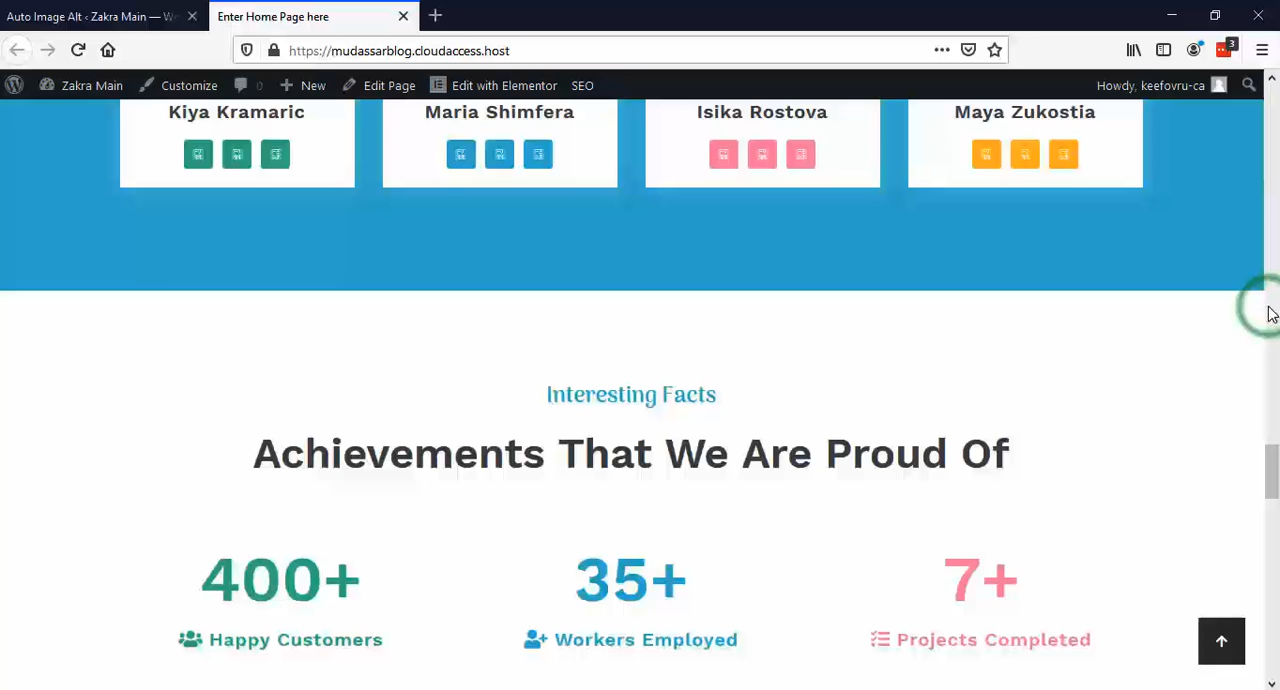 Auto Image Alt ‹ Zakra Main — W
Enter Home Page here
https://mudassarblog.cloudaccess.host
3
Zakra Main
Customize
0
New
Edit Page
Edit with Elementor
SEO
Howdy, keefovru-ca
Kiya Kramaric
Maria Shimfera
Isika Rostova
Maya Zukostia
Interesting Facts
Achievements That We Are Proud Of
400+
35+
7+
Happy Customers
Workers Employed
Projects Completed